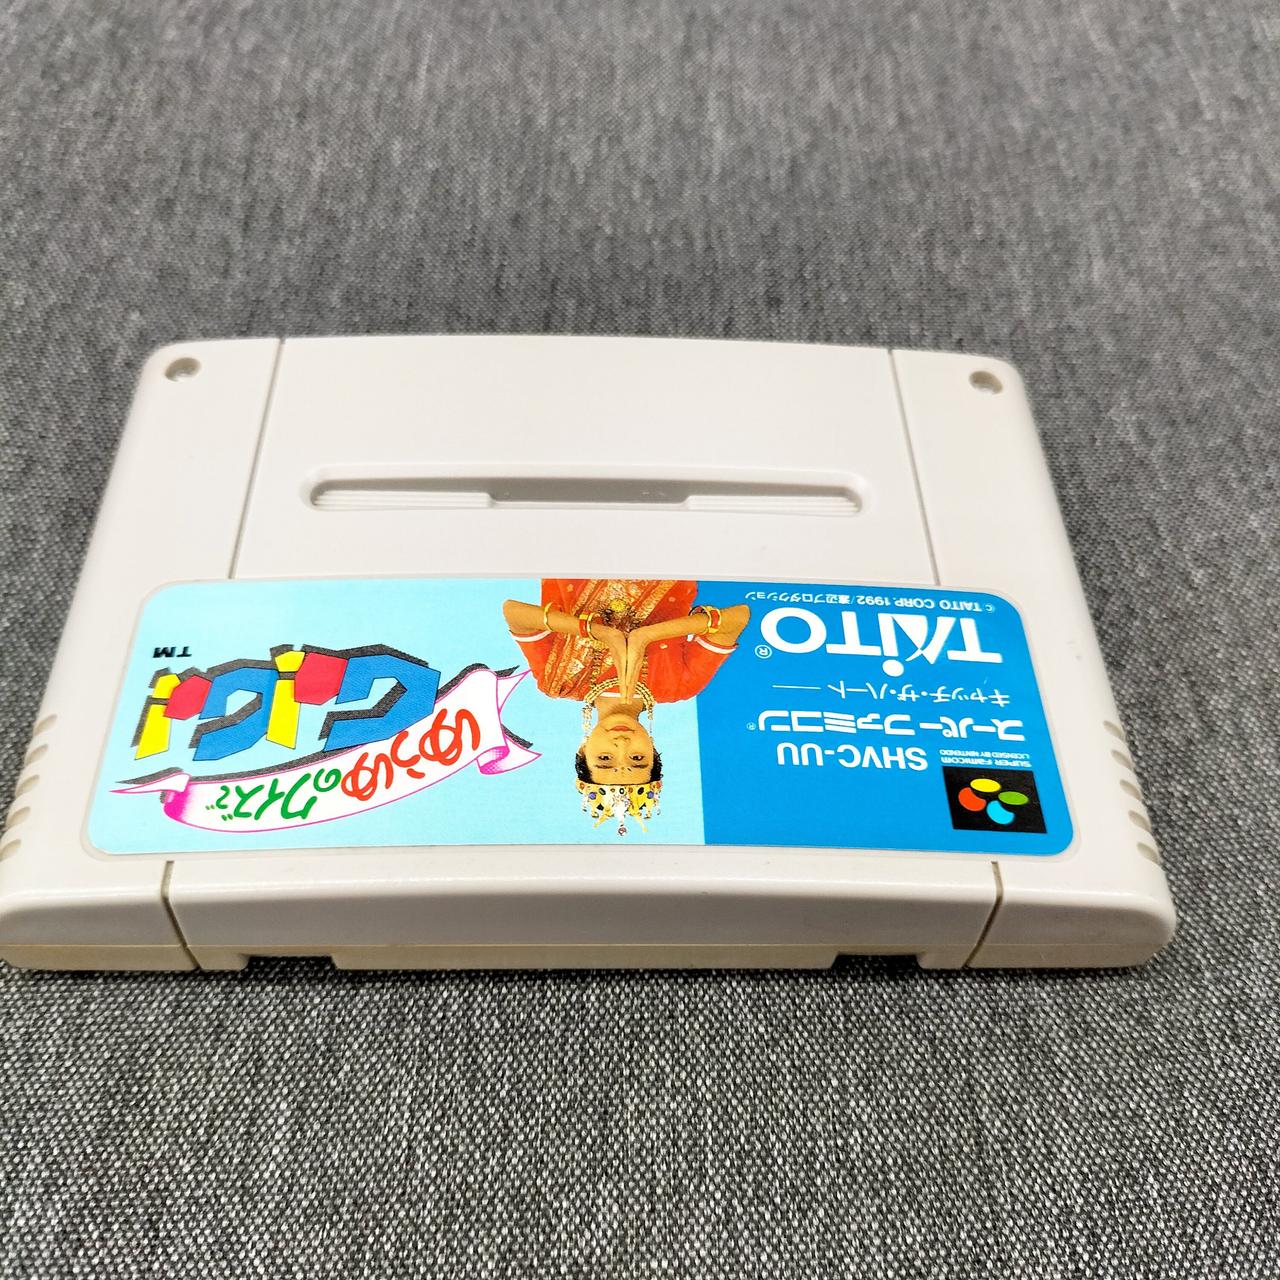 SUPER Famicom
LICENSED BY NINTENDO
SHVC-UU
スーパーファミコン®
キャッチ・ザ・ハート
TAITO®
© TAITO CORP. 1992/渡辺プロダクション
ゆうゆのクイズで
GO!GO!
TM